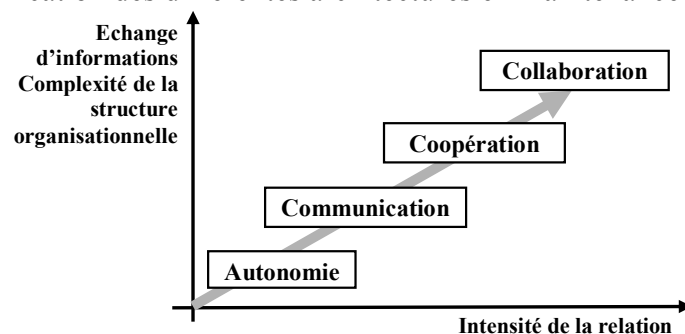 Echange
d'informations
Complexité de la
structure
organisationnelle
Collaboration
Coopération
Communication
Autonomie
Intensité de la relation